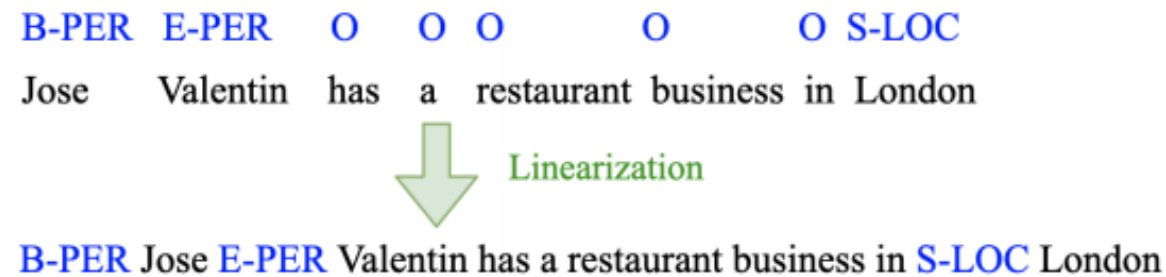 B-PER E-PER O O O O O S-LOC
Jose Valentin has a restaurant business in London
Linearization
B-PER Jose E-PER Valentin has a restaurant business in S-LOC London